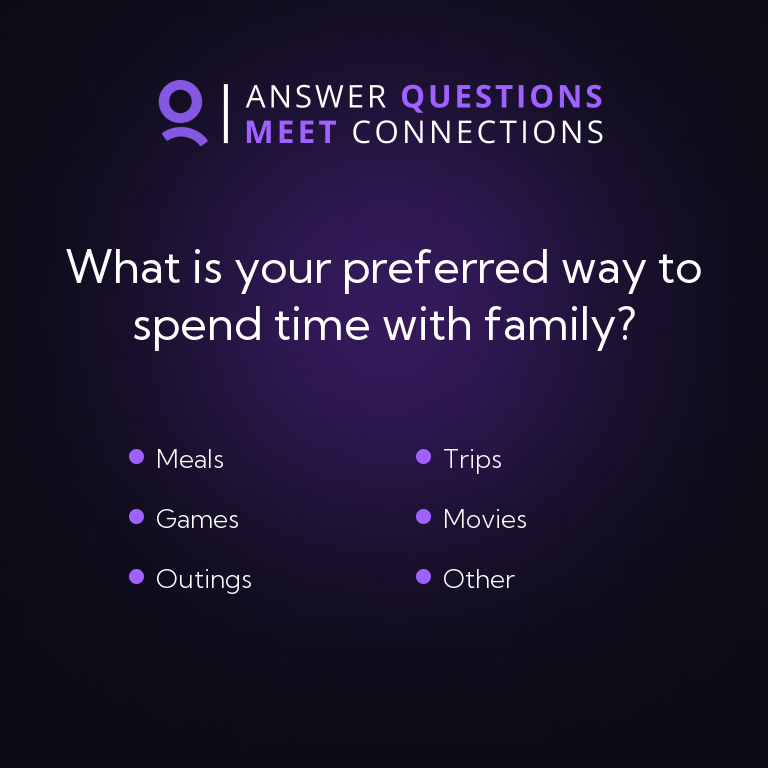 ANSWER QUESTIONS
MEET CONNECTIONS
What is your preferred way to
spend time with family?
Meals
Games
Outings
Trips
Movies
Other